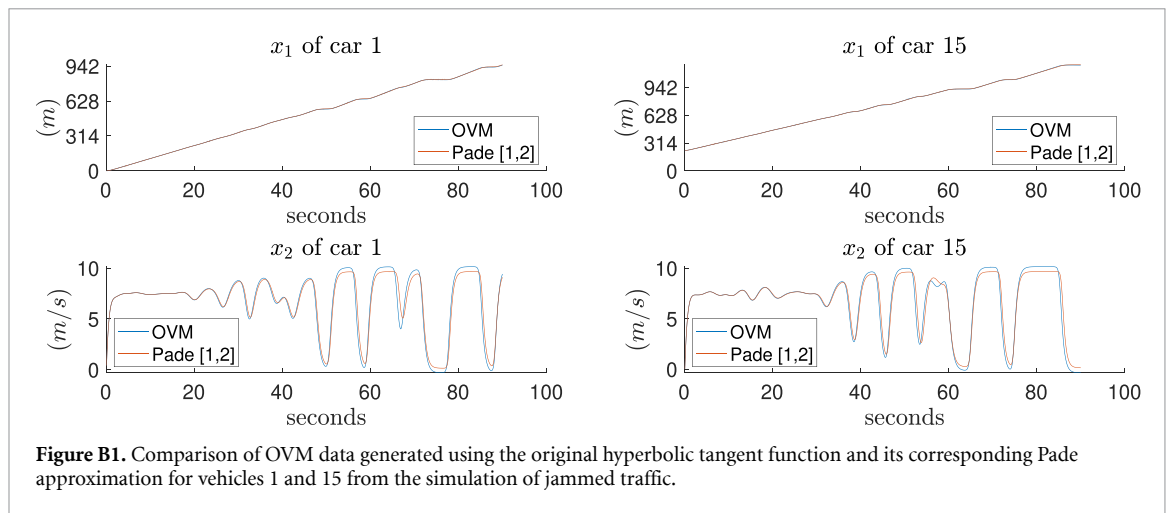 x₁ of car 1
942
628
314
0
(m)
OVM
Pade [1,2]
0 20 40 60 80 100
seconds
x₁ of car 15
942
628
314
0
(m)
OVM
Pade [1,2]
0 20 40 60 80 100
seconds
x₂ of car 1
10
5
0
(m/s)
OVM
Pade [1,2]
0 20 40 60 80 100
seconds
x₂ of car 15
10
5
0
(m/s)
OVM
Pade [1,2]
0 20 40 60 80 100
seconds
Figure B1. Comparison of OVM data generated using the original hyperbolic tangent function and its corresponding Pade
approximation for vehicles 1 and 15 from the simulation of jammed traffic.